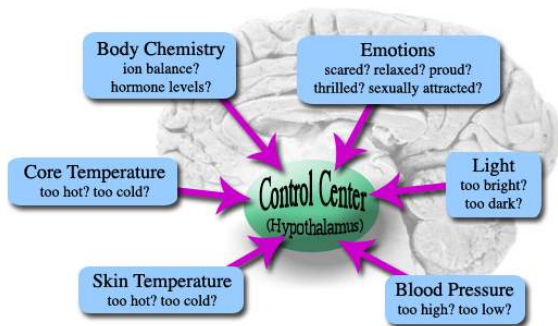 Body Chemistry
ion balance?
hormone levels?
Emotions
scared? relaxed? proud?
thrilled? sexually attracted?
Core Temperature
too hot? too cold?
Control Center
(Hypothalamus)
Light
too bright?
too dark?
Skin Temperature
too hot? too cold?
Blood Pressure
too high? too low?